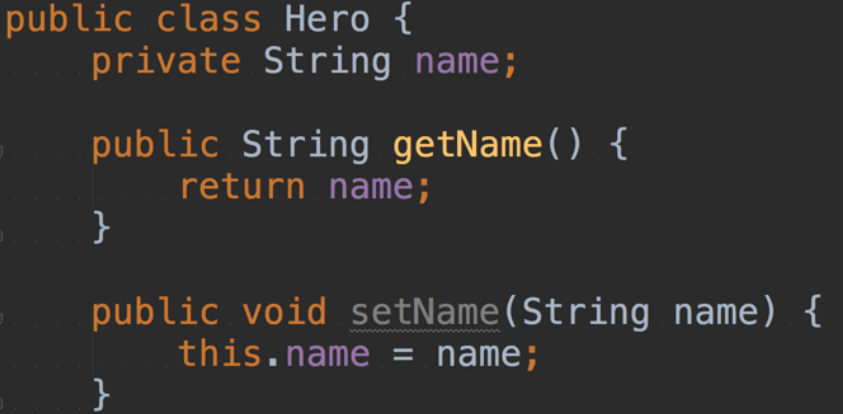 public class Hero {
    private String name;

    public String getName() {
        return name;
    }

    public void setName(String name) {
        this.name = name;
    }